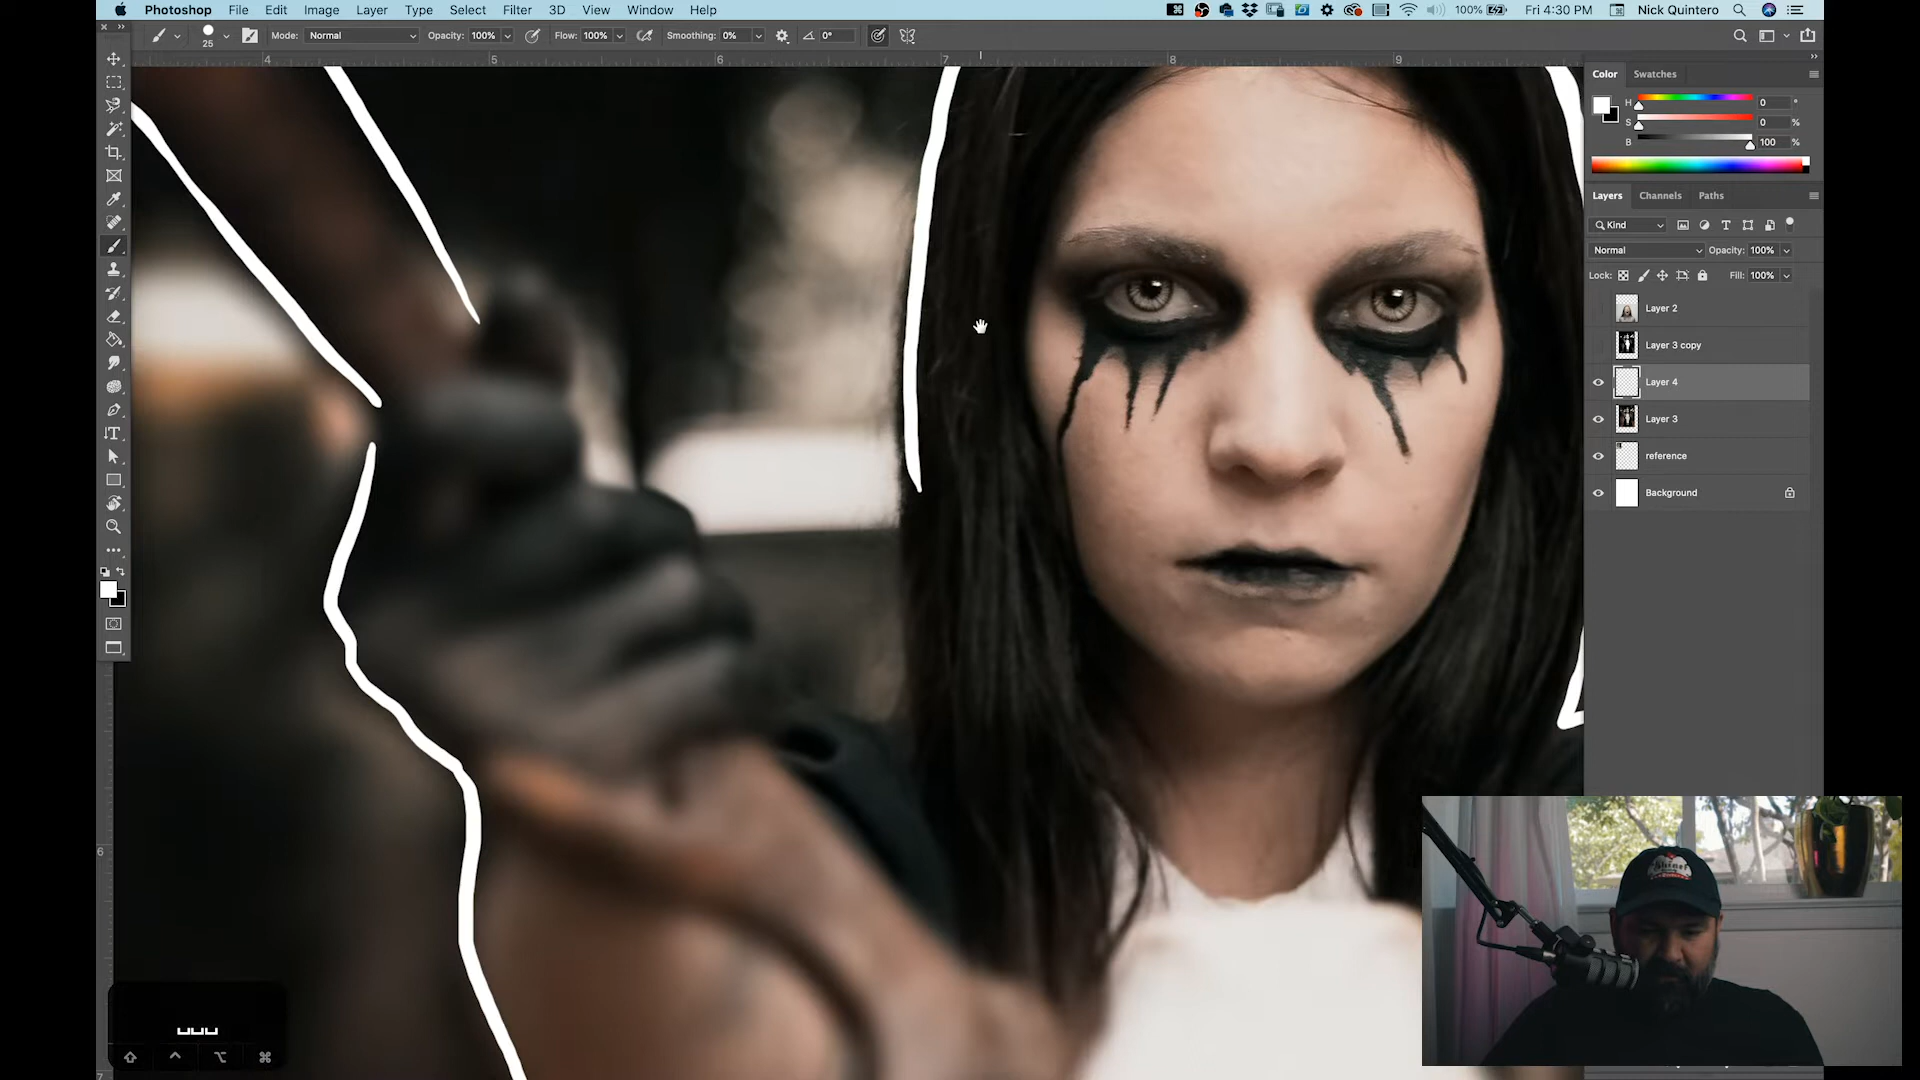 Photoshop File Edit Image Layer Type Select Filter 3D View Window Help 100% Fri 4:30 PM Nick Quintero
25 Mode: Normal Opacity: 100% Flow: 100% Smoothing: 0% 0°
4 5 6 7 8 9
Color Swatches
H 0 °
S 0 %
B 100 %
Layers Channels Paths
Kind
Normal Opacity: 100%
Lock: Fill: 100%
Layer 2
Layer 3 copy
Layer 4
Layer 3
reference
Background
6
7